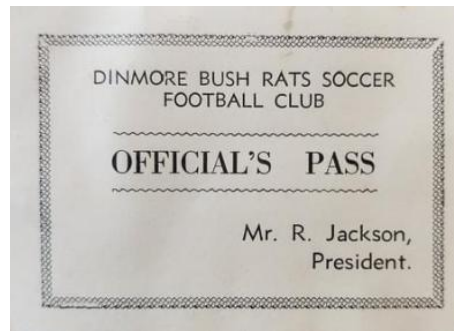 DINMORE BUSH RATS SOCCER
FOOTBALL CLUB
OFFICIAL'S PASS
Mr. R. Jackson,
President.